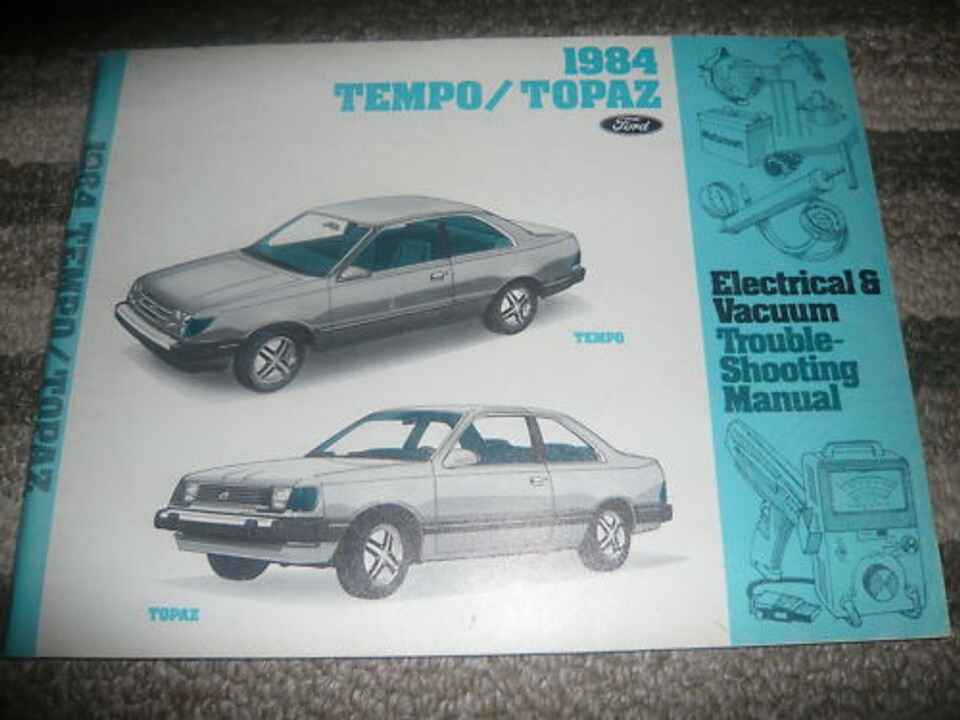 1984
TEMPO/TOPAZ
Ford
1984 TEMPO/TOPAZ
Motorcraft
Electrical &
Vacuum
Trouble-
Shooting
Manual
TEMPO
TOPAZ